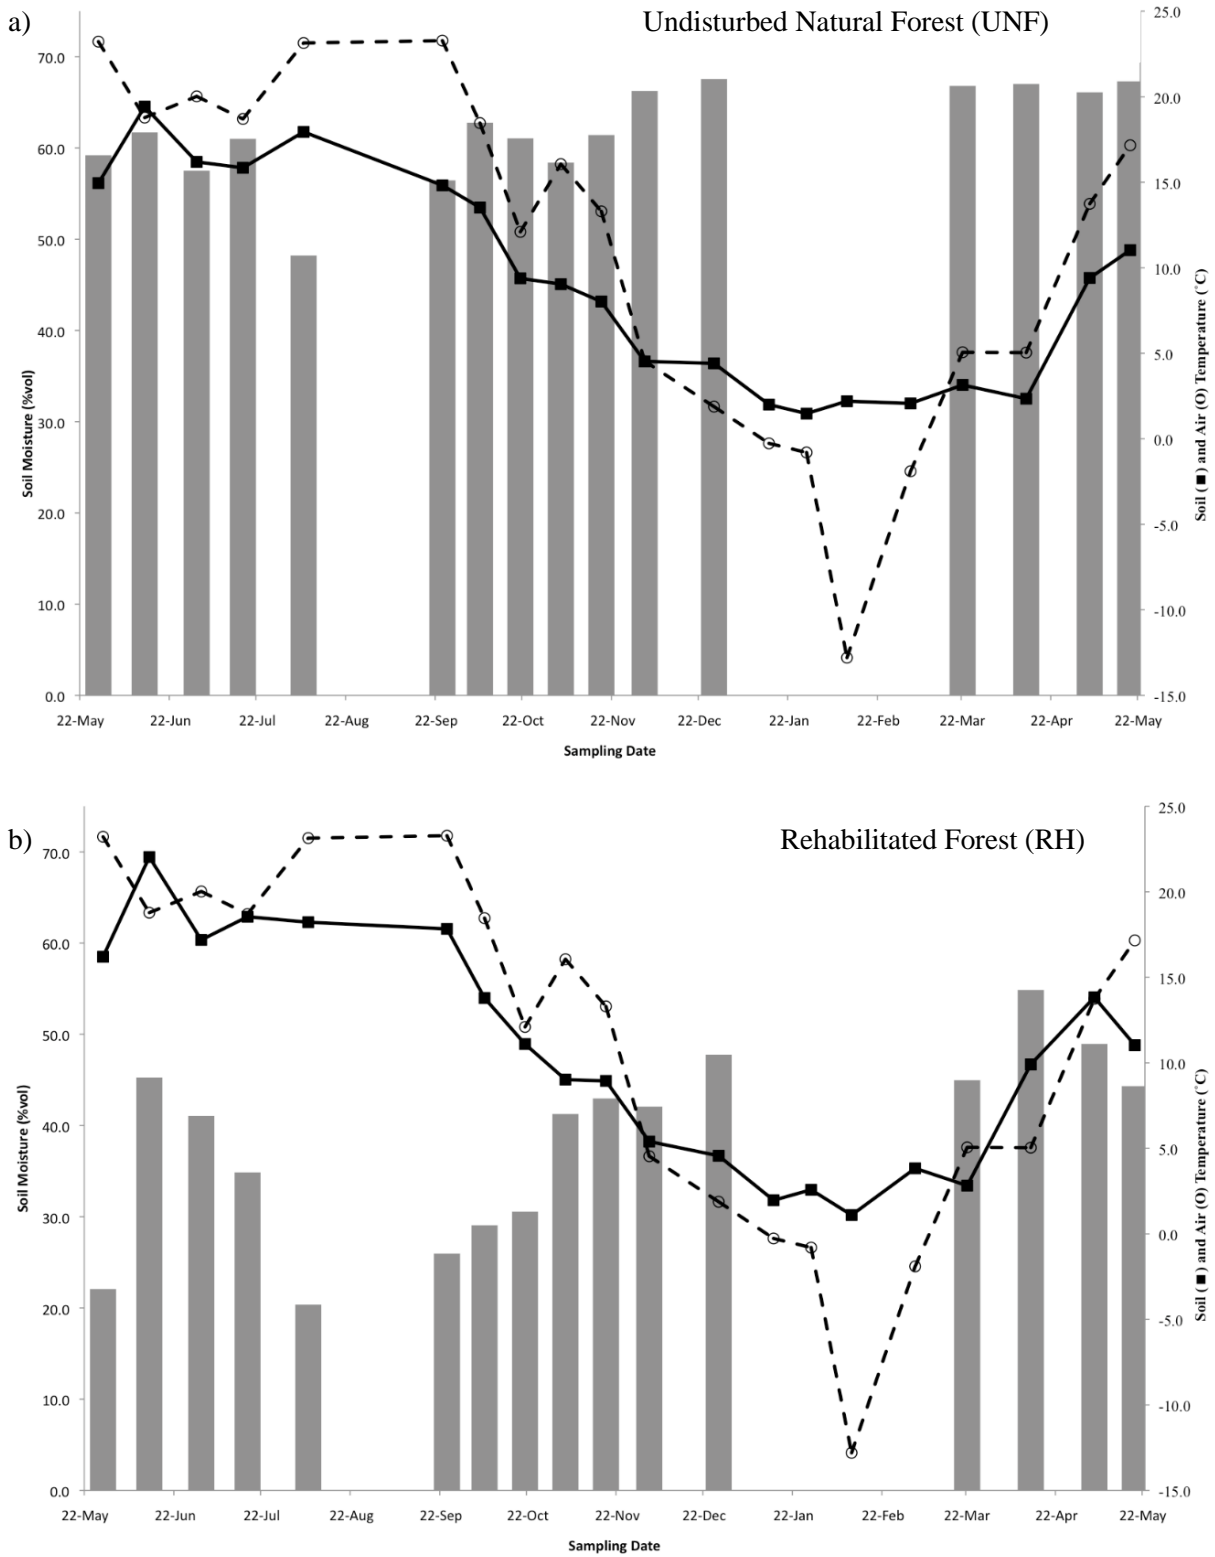 a)
Undisturbed Natural Forest (UNF)
70.0
60.0
50.0
40.0
30.0
20.0
10.0
0.0
Soil Moisture (%vol)
25.0
20.0
15.0
10.0
5.0
0.0
-5.0
-10.0
-15.0
Soil (■) and Air (O) Temperature (˚C)
22-May 22-Jun 22-Jul 22-Aug 22-Sep 22-Oct 22-Nov 22-Dec 22-Jan 22-Feb 22-Mar 22-Apr 22-May
Sampling Date
b)
Rehabilitated Forest (RH)
70.0
60.0
50.0
40.0
30.0
20.0
10.0
0.0
Soil Moisture (%vol)
25.0
20.0
15.0
10.0
5.0
0.0
-5.0
-10.0
-15.0
Soil (■) and Air (O) Temperature (˚C)
22-May 22-Jun 22-Jul 22-Aug 22-Sep 22-Oct 22-Nov 22-Dec 22-Jan 22-Feb 22-Mar 22-Apr 22-May
Sampling Date